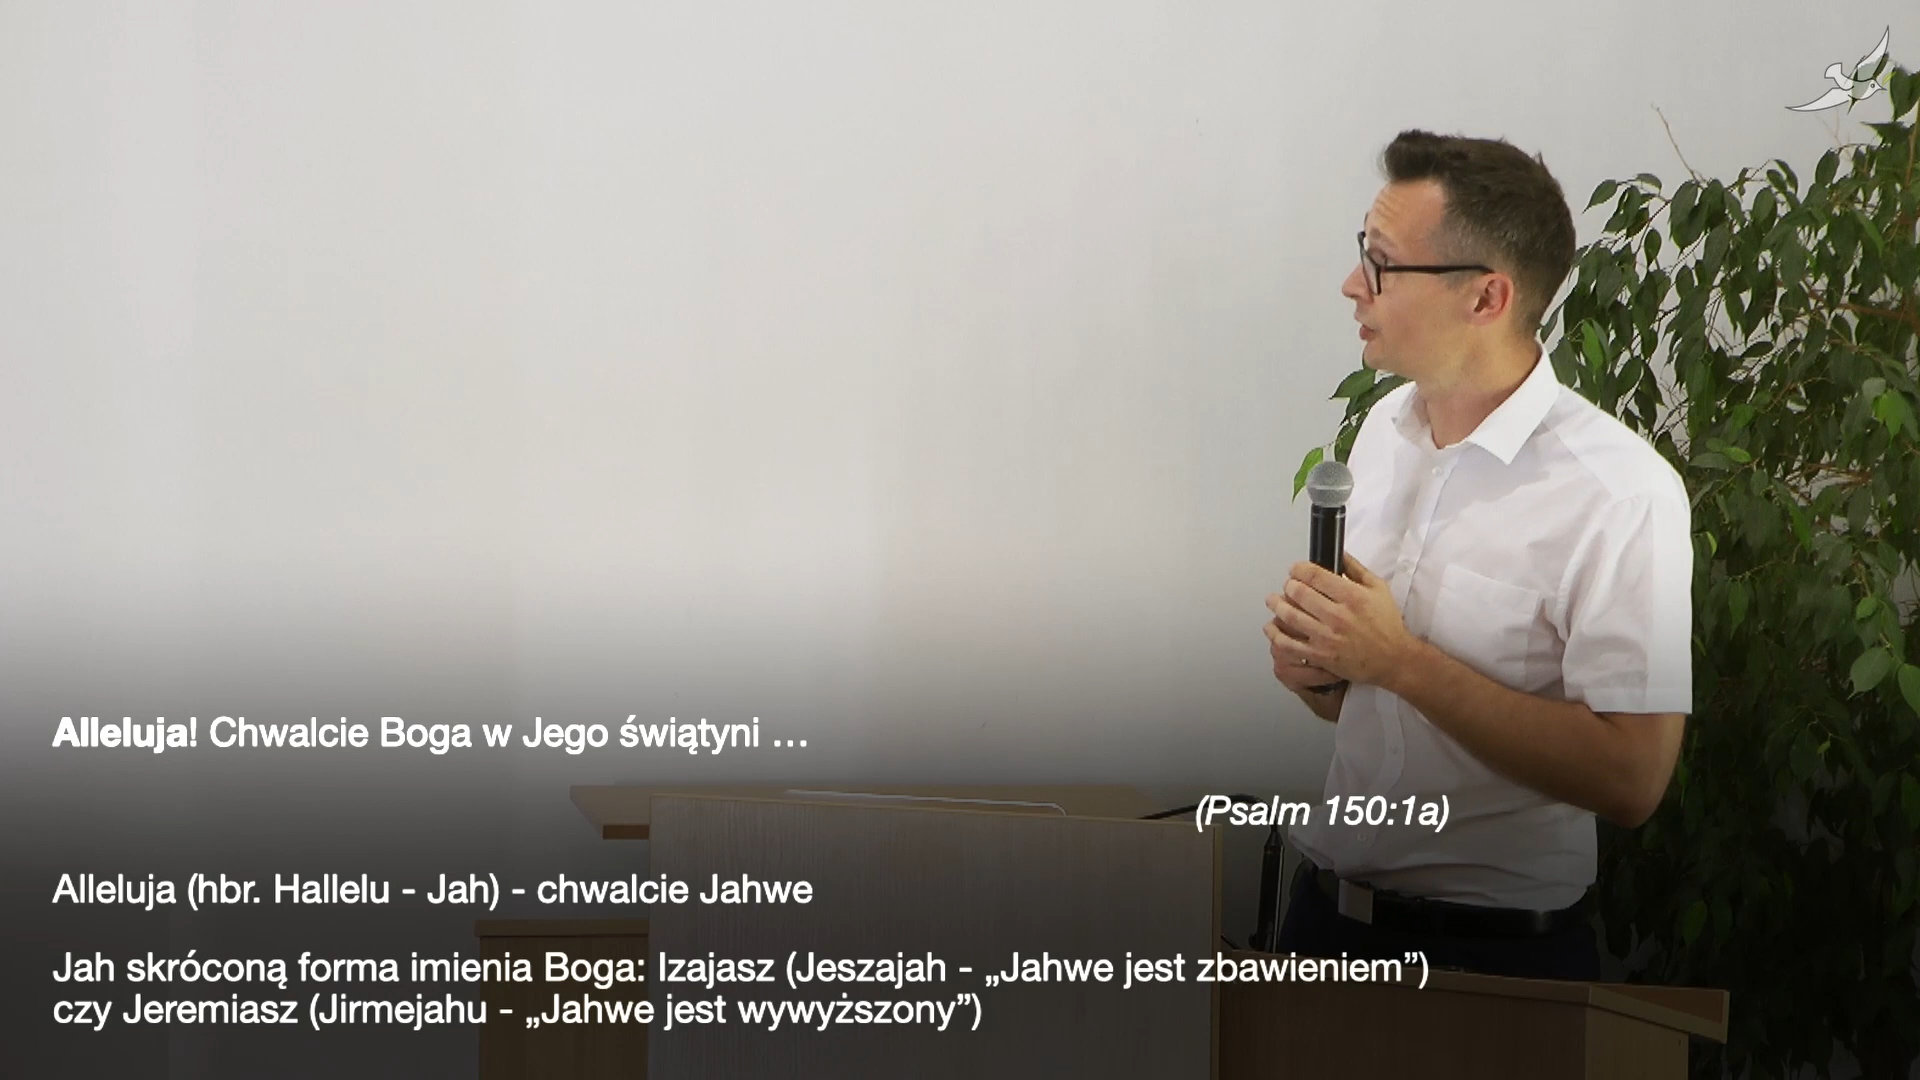 Alleluja! Chwalcie Boga w Jego świątyni ...
(Psalm 150:1a)
Alleluja (hbr. Hallelu - Jah) - chwalcie Jahwe
Jah skróconą forma imienia Boga: Izajasz (Jeszajah - „Jahwe jest zbawieniem”)
czy Jeremiasz (Jirmejahu - „Jahwe jest wywyższony”)